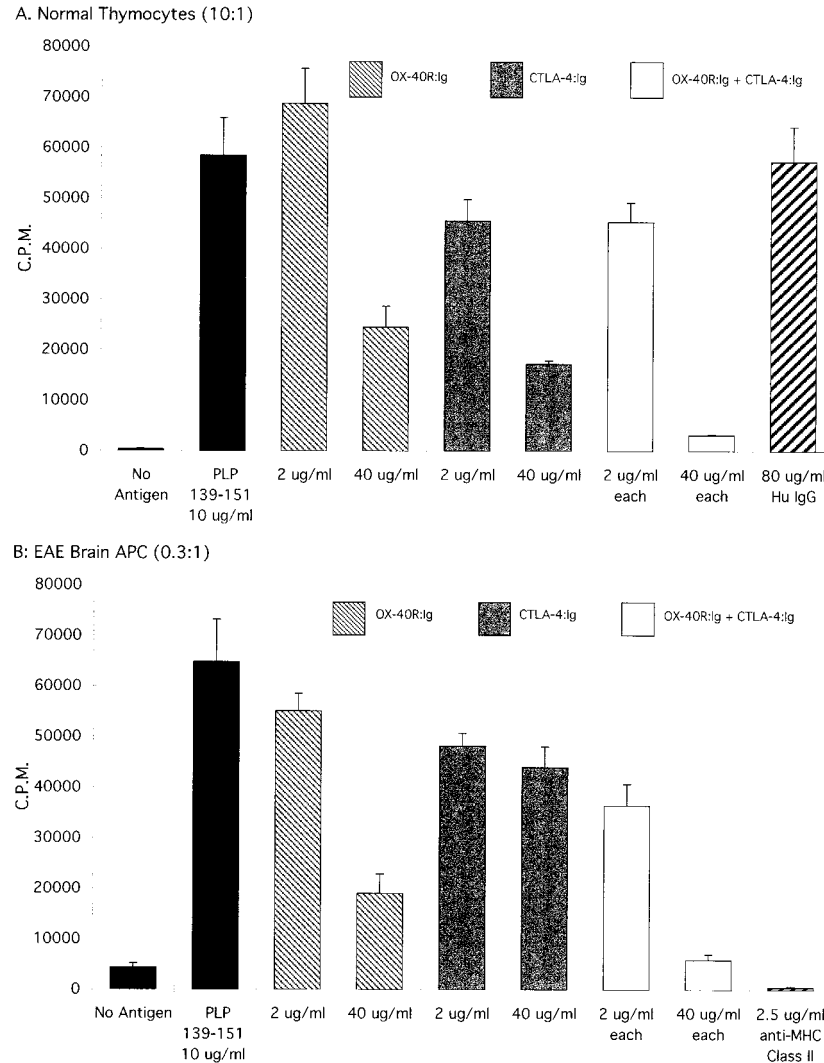 A. Normal Thymocytes (10:1)
80000
70000
60000
50000
40000
30000
20000
10000
0
C.P.M.
OX-40R:Ig
CTLA-4:Ig
OX-40R:Ig + CTLA-4:Ig
No
Antigen
PLP
139-151
10 ug/ml
2 ug/ml
40 ug/ml
2 ug/ml
40 ug/ml
2 ug/ml
each
40 ug/ml
each
80 ug/ml
Hu IgG
B: EAE Brain APC (0.3:1)
80000
70000
60000
50000
40000
30000
20000
10000
0
C.P.M.
OX-40R:Ig
CTLA-4:Ig
OX-40R:Ig + CTLA-4:Ig
No Antigen
PLP
139-151
10 ug/ml
2 ug/ml
40 ug/ml
2 ug/ml
40 ug/ml
2 ug/ml
each
40 ug/ml
each
2.5 ug/ml
anti-MHC
Class II